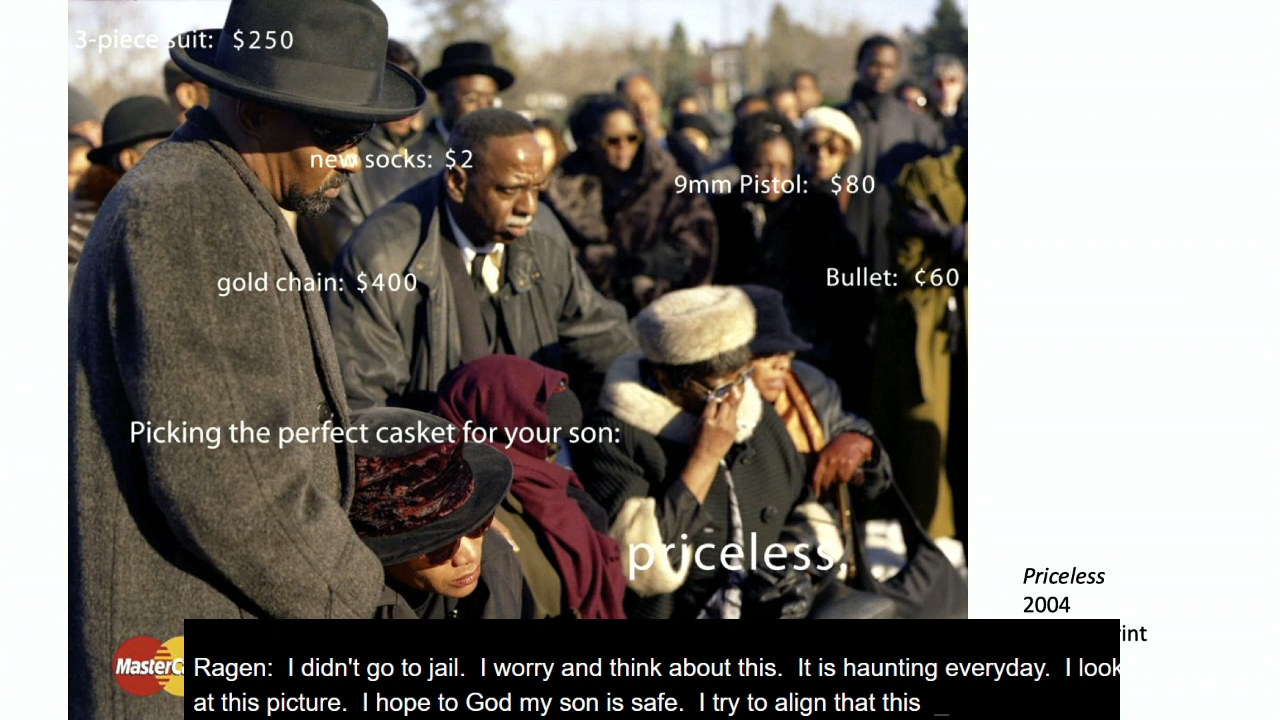 3-piece suit: $250
new socks: $2
9mm Pistol: $80
gold chain: $400
Bullet: ¢60
Picking the perfect casket for your son:
priceless.
Priceless
2004
Ragen: I didn't go to jail. I worry and think about this. It is haunting everyday. I look
at this picture. I hope to God my son is safe. I try to align that this _